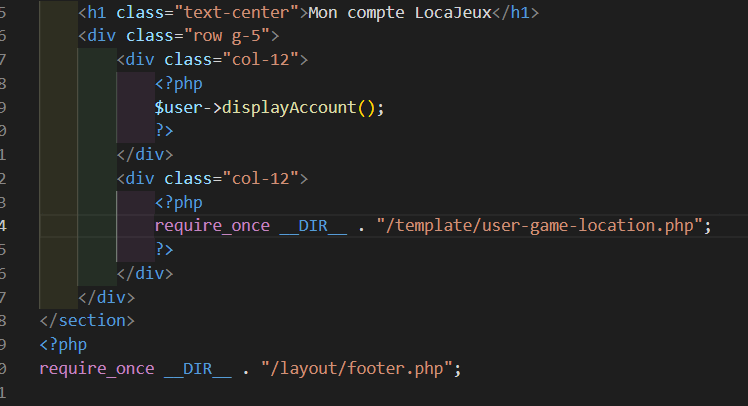 5 <h1 class="text-center">Mon compte LocaJeux</h1>
6 <div class="row g-5">
7 <div class="col-12">
8 <?php
9 $user->displayAccount();
0 ?>
1 </div>
2 <div class="col-12">
3 <?php
4 require_once __DIR__ . "/template/user-game-location.php";
5 ?>
6 </div>
7 </div>
8 </section>
9 <?php
0 require_once __DIR__ . "/layout/footer.php";
1